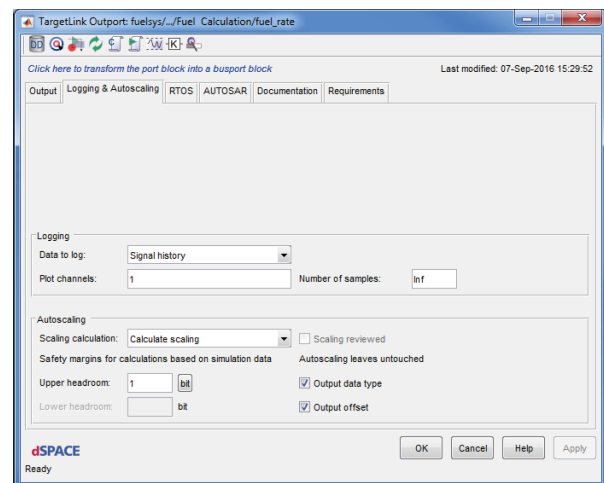 TargetLink Outport: fuelsys/.../Fuel Calculation/fuel_rate
Click here to transform the port block into a busport block
Last modified: 07-Sep-2016 15:29:52
Output Logging & Autoscaling RTOS AUTOSAR Documentation Requirements
Logging
Data to log: Signal history
Plot channels: 1 Number of samples: Inf
Autoscaling
Scaling calculation: Calculate scaling Scaling reviewed
Safety margins for calculations based on simulation data Autoscaling leaves untouched
Upper headroom: 1 bit Output data type
Lower headroom: bit Output offset
dSPACE OK Cancel Help Apply
Ready